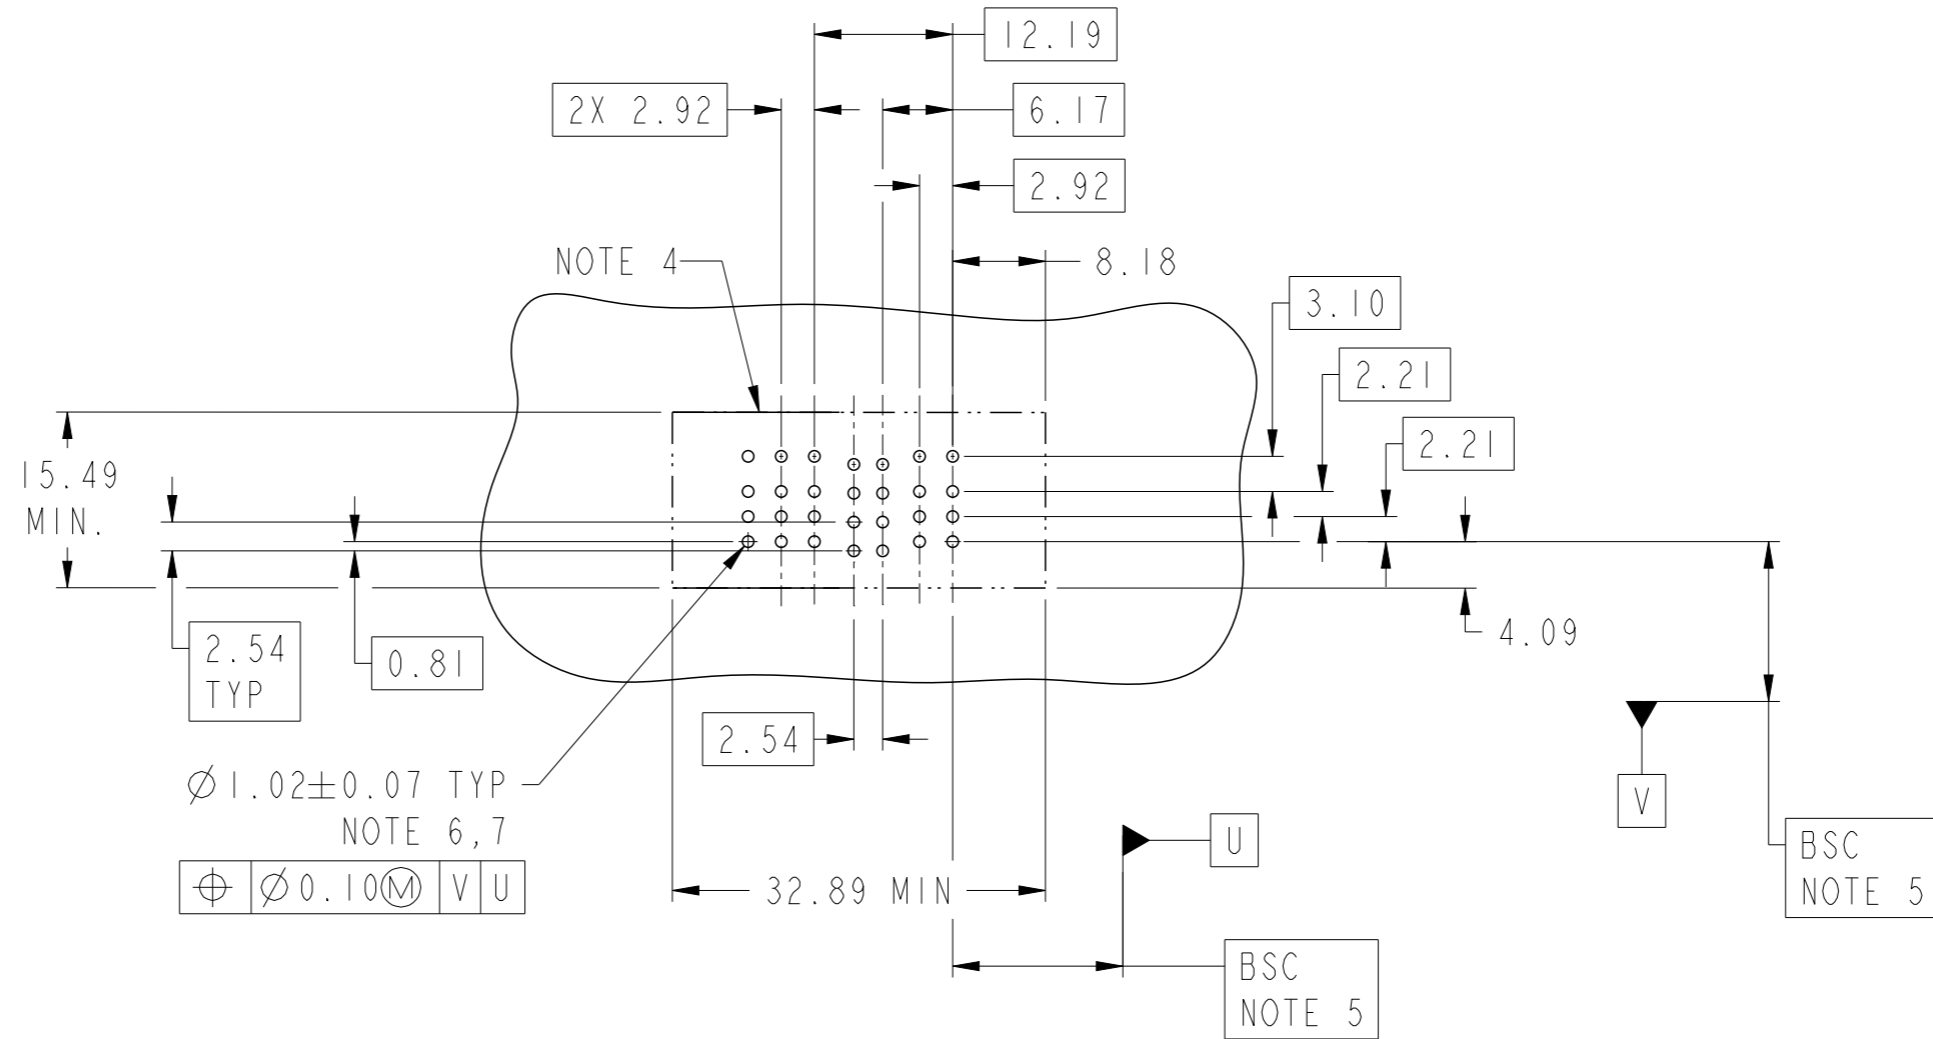 12.19
2X 2.92
6.17
2.92
NOTE 4
8.18
3.10
2.21
2.21
15.49
MIN.
2.54
TYP
0.81
4.09
2.54
Ø1.02±0.07 TYP
NOTE 6,7
⌖ Ø0.10Ⓜ V U
32.89 MIN
U
V
BSC
NOTE 5
BSC
NOTE 5